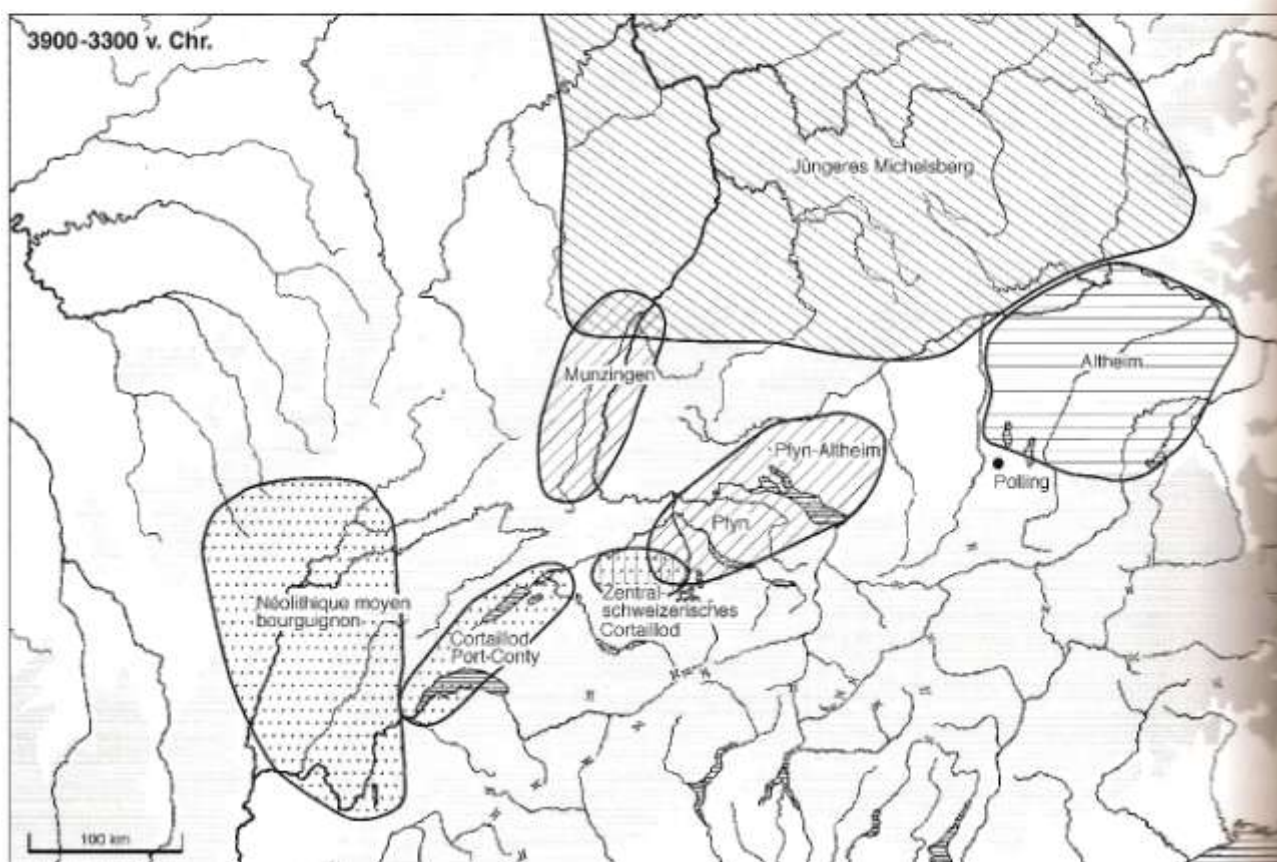 3900-3300 v. Chr.
Jüngeres Michelsberg
Munzingen
Altheim
Pfyn-Altheim
Polling
Pfyn
Néolithique moyen
bourguignon
Zentral-
schweizerisches
Cortaillod
Cortaillod
Port-Conty
100 km